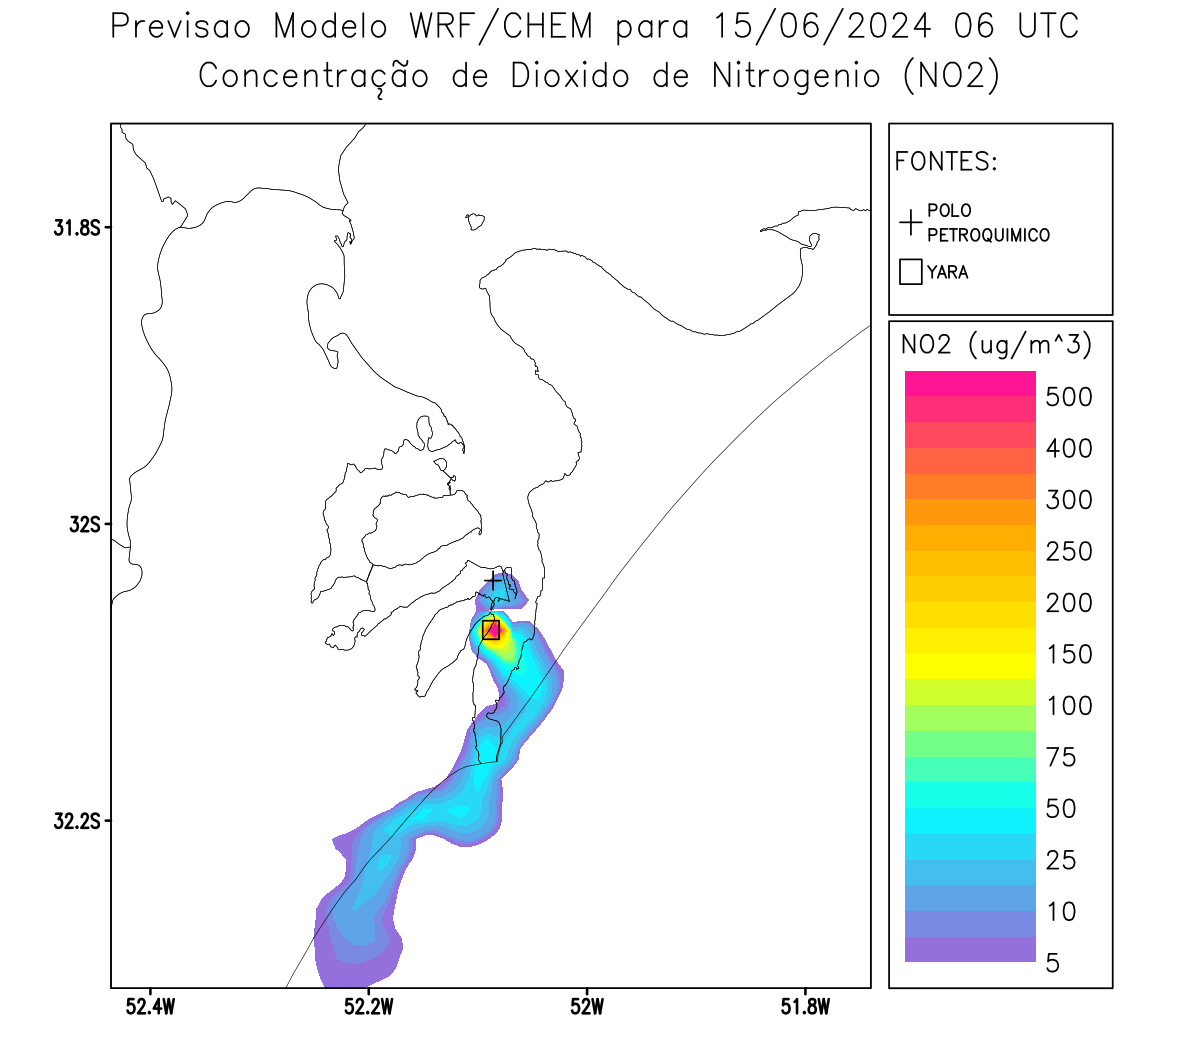 Previsao Modelo WRF/CHEM para 15/06/2024 06 UTC
Concentração de Dioxido de Nitrogenio (NO2)
FONTES:
POLO
PETROQUIMICO
YARA
NO2 (ug/m^3)
500
400
300
250
200
150
100
75
50
25
10
5
31.8S
32S
32.2S
52.4W
52.2W
52W
51.8W